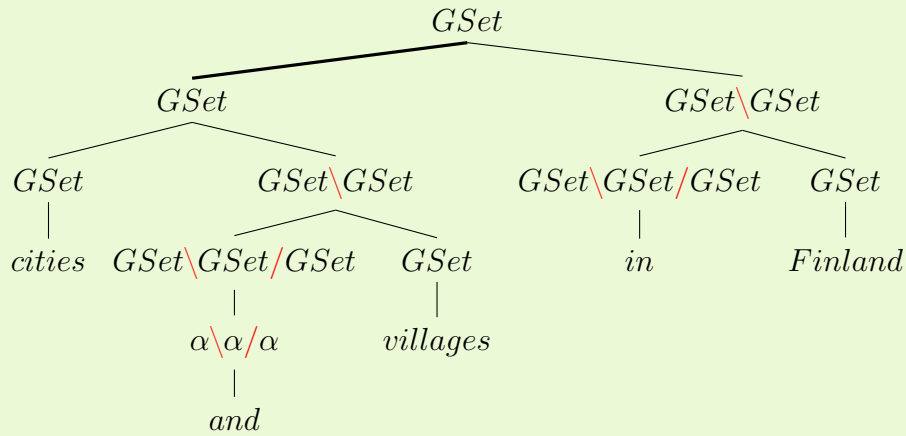 GSet
GSet GSet\GSet
GSet GSet\GSet GSet\GSet/GSet GSet
cities GSet\GSet/GSet GSet in Finland
α\α/α villages
and